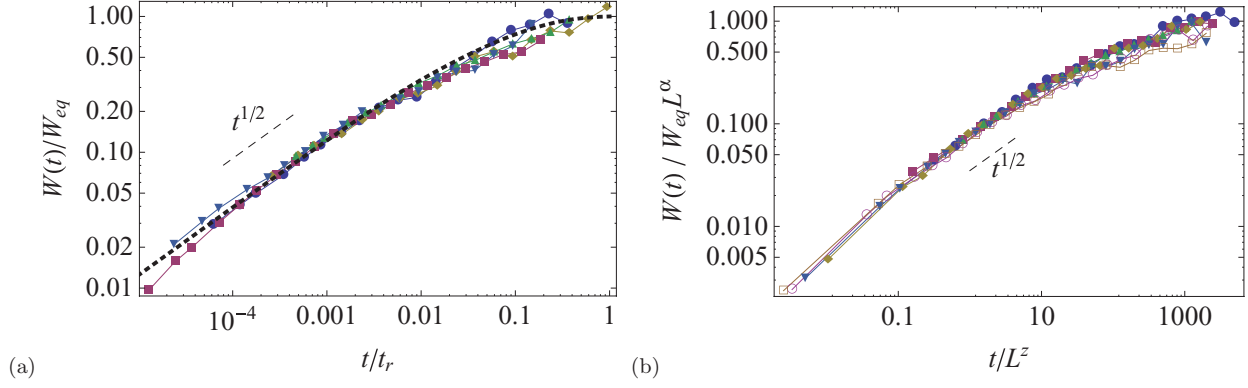 1.00
0.50
0.20
0.10
0.05
0.02
0.01
W(t)/W_{eq}
t^{1/2}
10^{-4} 0.001 0.01 0.1 1
t/t_r
(a)
1.000
0.500
0.100
0.050
0.010
0.005
W(t) / W_{eq} L^α
t^{1/2}
0.1 10 1000
t/L^z
(b)